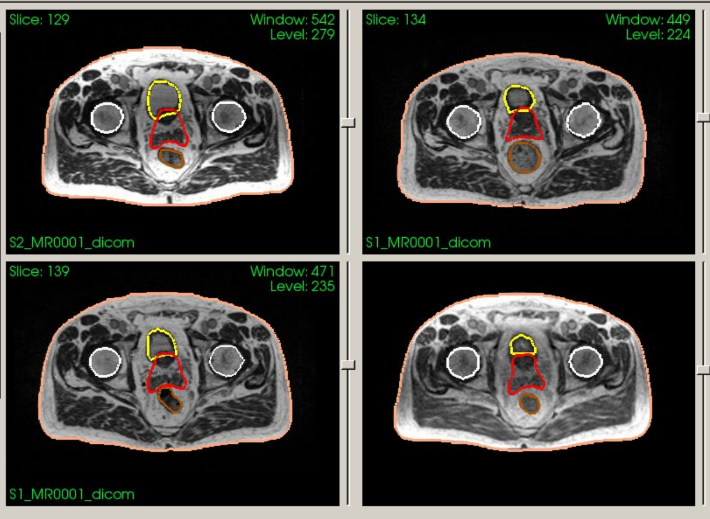 Slice: 129
Window: 542
Level: 279
S2_MR0001_dicom
Slice: 134
Window: 449
Level: 224
S1_MR0001_dicom
Slice: 139
Window: 471
Level: 235
S1_MR0001_dicom